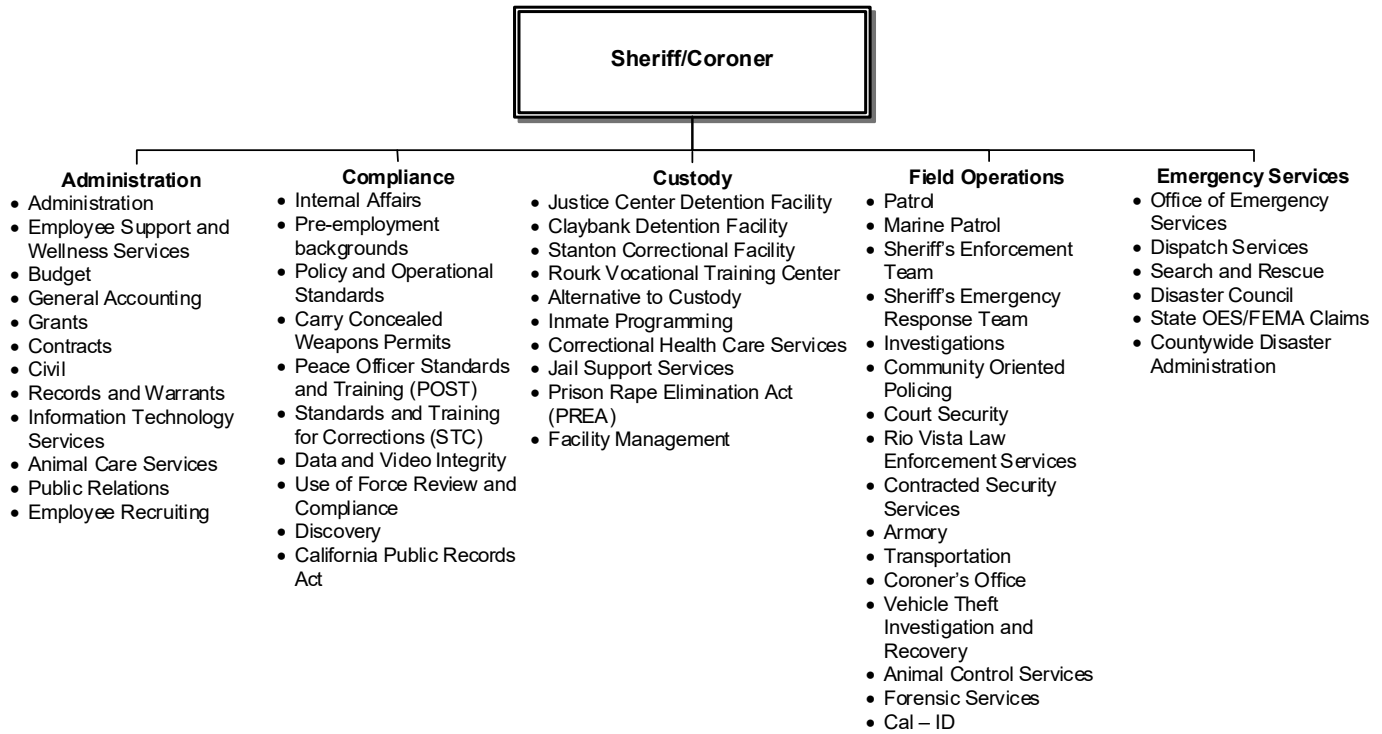 Sheriff/Coroner
Administration
• Administration
• Employee Support and
Wellness Services
• Budget
• General Accounting
• Grants
• Contracts
• Civil
• Records and Warrants
• Information Technology
Services
• Animal Care Services
• Public Relations
• Employee Recruiting
Compliance
• Internal Affairs
• Pre-employment
backgrounds
• Policy and Operational
Standards
• Carry Concealed
Weapons Permits
• Peace Officer Standards
and Training (POST)
• Standards and Training
for Corrections (STC)
• Data and Video Integrity
• Use of Force Review and
Compliance
• Discovery
• California Public Records
Act
Custody
• Justice Center Detention Facility
• Claybank Detention Facility
• Stanton Correctional Facility
• Rourk Vocational Training Center
• Alternative to Custody
• Inmate Programming
• Correctional Health Care Services
• Jail Support Services
• Prison Rape Elimination Act
(PREA)
• Facility Management
Field Operations
• Patrol
• Marine Patrol
• Sheriff's Enforcement
Team
• Sheriff's Emergency
Response Team
• Investigations
• Community Oriented
Policing
• Court Security
• Rio Vista Law
Enforcement Services
• Contracted Security
Services
• Armory
• Transportation
• Coroner's Office
• Vehicle Theft
Investigation and
Recovery
• Animal Control Services
• Forensic Services
• Cal – ID
Emergency Services
• Office of Emergency
Services
• Dispatch Services
• Search and Rescue
• Disaster Council
• State OES/FEMA Claims
• Countywide Disaster
Administration